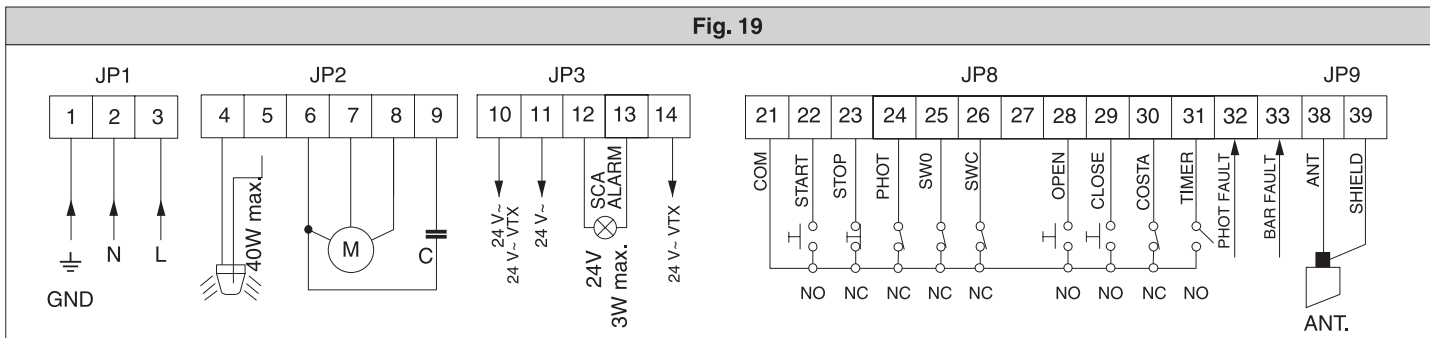 Fig. 19
JP1 JP2 JP3 JP8 JP9
1 2 3 4 5 6 7 8 9 10 11 12 13 14 21 22 23 24 25 26 27 28 29 30 31 32 33 38 39
GND
N
L
40W max.
M
C
24 V~
24 V~ VTX
24 V~
SCA
ALARM
24V
3W max.
24 V~ VTX
COM
START
STOP
PHOT
SW0
SWC
OPEN
CLOSE
COSTA
TIMER
PHOT FAULT
BAR FAULT
ANT
SHIELD
NO NC NC NC NC NO NO NC NO
ANT.